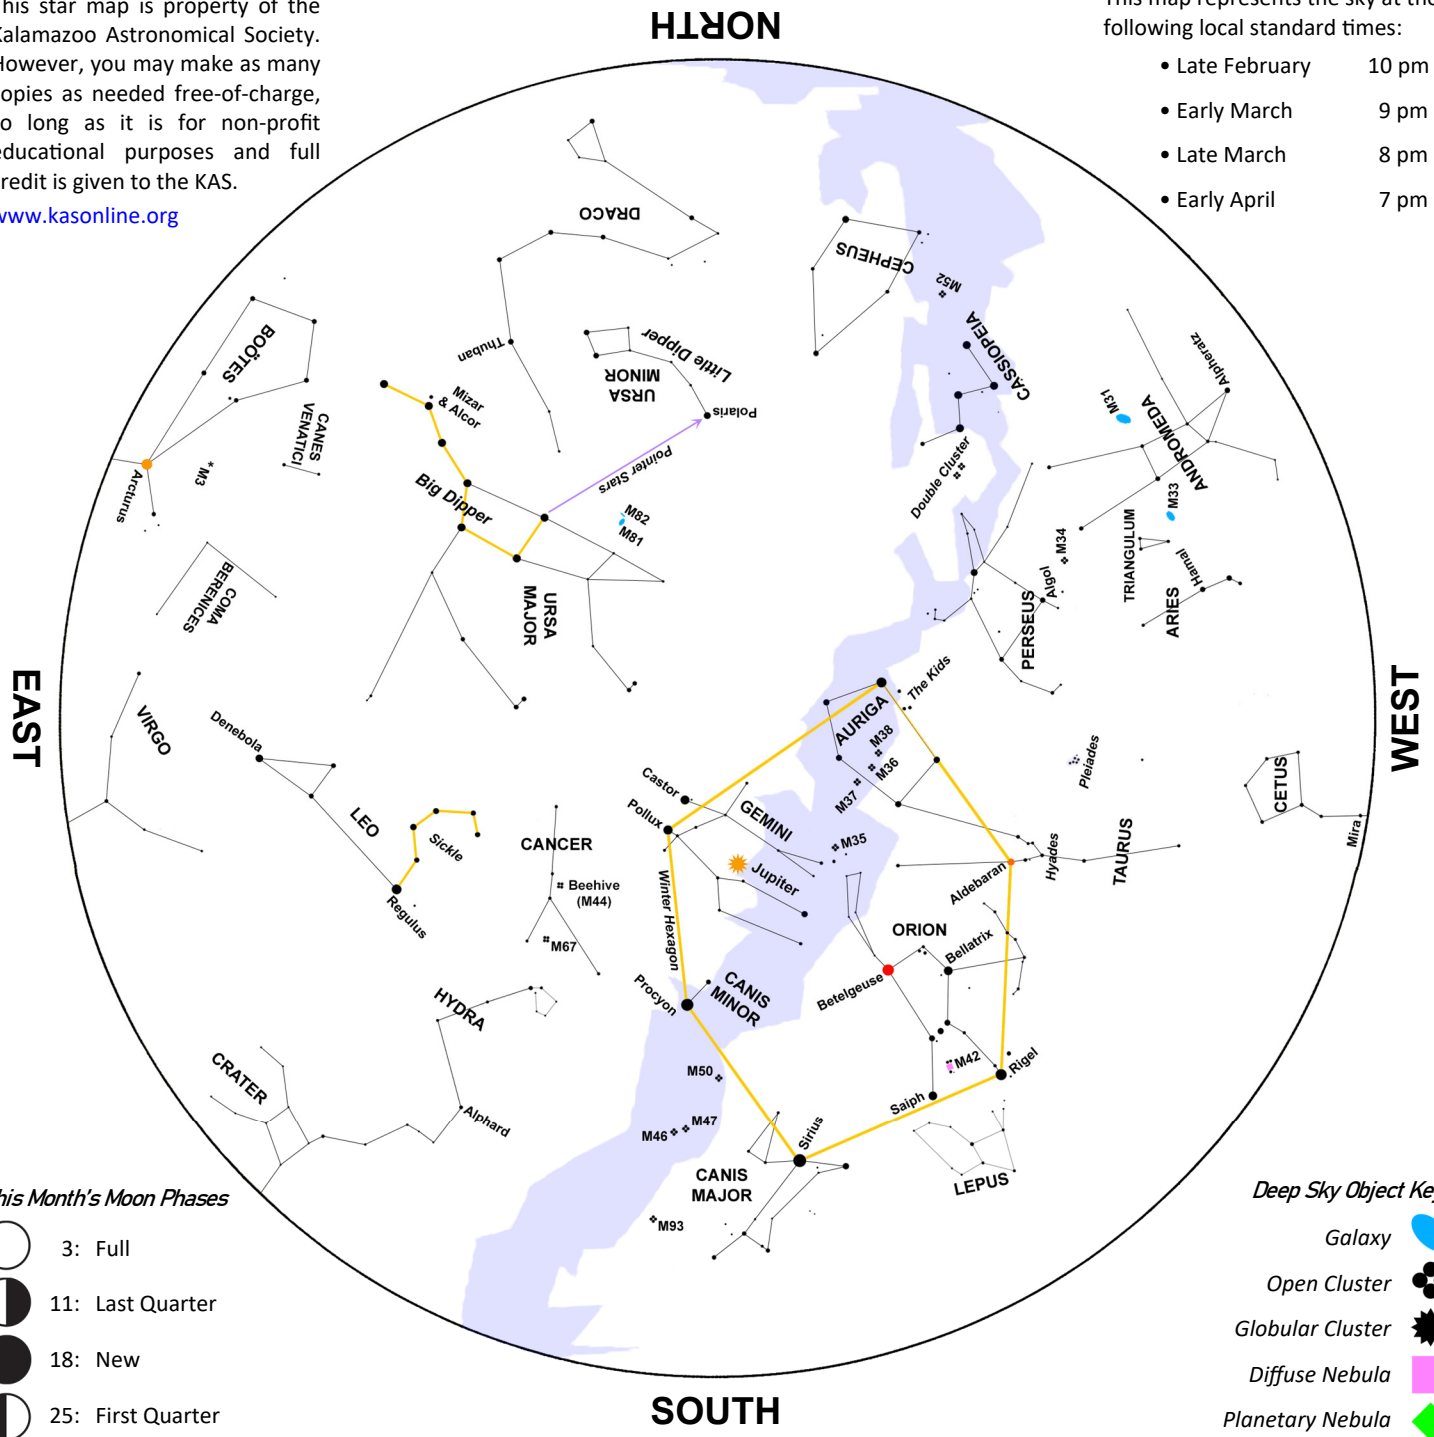 NORTH
This star map is property of the
Kalamazoo Astronomical Society.
However, you may make as many
copies as needed free-of-charge,
so long as it is for non-profit
educational purposes and full
credit is given to the KAS.
www.kasonline.org
This map represents the sky at the
following local standard times:
• Late February 10 pm
• Early March 9 pm
• Late March 8 pm
• Early April 7 pm
DRACO
CEPHEUS
M52
CASSIOPEIA
Thuban
Little Dipper
URSA
MINOR
Polaris
Pointer Stars
BOÖTES
Mizar
& Alcor
CANES
VENATICI
M3
Arcturus
Big Dipper
M82
M81
Double Cluster
M31
Alpheratz
ANDROMEDA
M33
M34
TRIANGULUM
Algol
Hamal
PERSEUS
ARIES
COMA
BERENICES
URSA
MAJOR
EAST
WEST
VIRGO
Denebola
LEO
Sickle
Regulus
The Kids
AURIGA
M38
M36
M37
Pleiades
CETUS
Mira
Castor
Pollux
GEMINI
M35
Jupiter
CANCER
Beehive
(M44)
M67
Winter Hexagon
Hyades
TAURUS
Aldebaran
ORION
Bellatrix
Betelgeuse
Procyon
CANIS
MINOR
HYDRA
CRATER
Alphard
M50
M47
M46
M42
Rigel
Saiph
Sirius
CANIS
MAJOR
LEPUS
M93
This Month's Moon Phases
3: Full
11: Last Quarter
18: New
25: First Quarter
Deep Sky Object Key
Galaxy
Open Cluster
Globular Cluster
Diffuse Nebula
Planetary Nebula
SOUTH